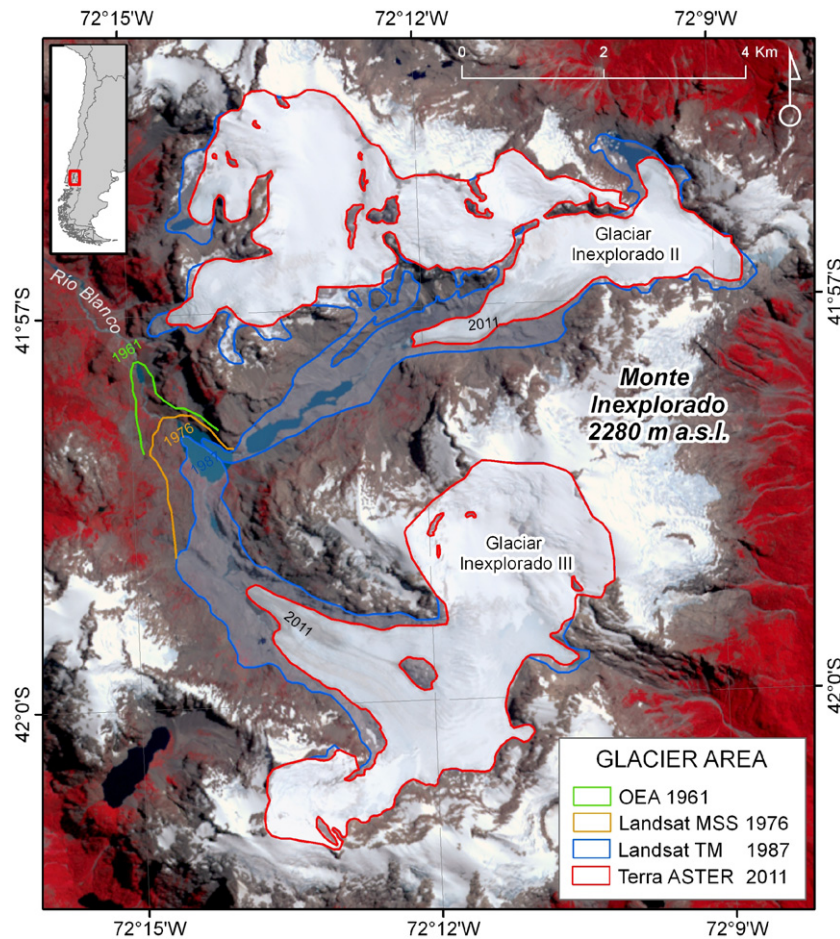 72°15'W 72°12'W 72°9'W
0 2 4 Km
Glaciar
Inexplorado II
41°57'S
41°57'S
Río Blanco
2011
1961
Monte
Inexplorado
2280 m a.s.l.
1976
1987
Glaciar
Inexplorado III
2011
42°0'S
42°0'S
GLACIER AREA
OEA 1961
Landsat MSS 1976
Landsat TM 1987
Terra ASTER 2011
72°15'W 72°12'W 72°9'W